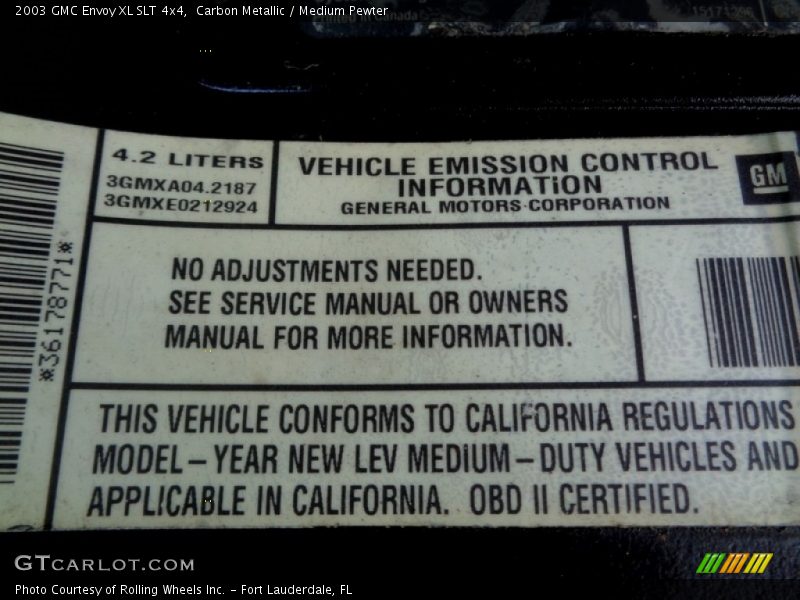 2003 GMC Envoy XL SLT 4x4,  Carbon Metallic / Medium Pewter
Printed in Canada
...
4.2 LITERS
3GMXA04.2187
3GMXE0212924
VEHICLE EMISSION CONTROL
INFORMATION
GENERAL MOTORS CORPORATION
GM
*36178771*
NO ADJUSTMENTS NEEDED.
SEE SERVICE MANUAL OR OWNERS
MANUAL FOR MORE INFORMATION.
THIS VEHICLE CONFORMS TO CALIFORNIA REGULATIONS
MODEL–YEAR NEW LEV MEDIUM–DUTY VEHICLES AND
APPLICABLE IN CALIFORNIA. OBD II CERTIFIED.
GTCARLOT.COM
Photo Courtesy of Rolling Wheels Inc. – Fort Lauderdale, FL